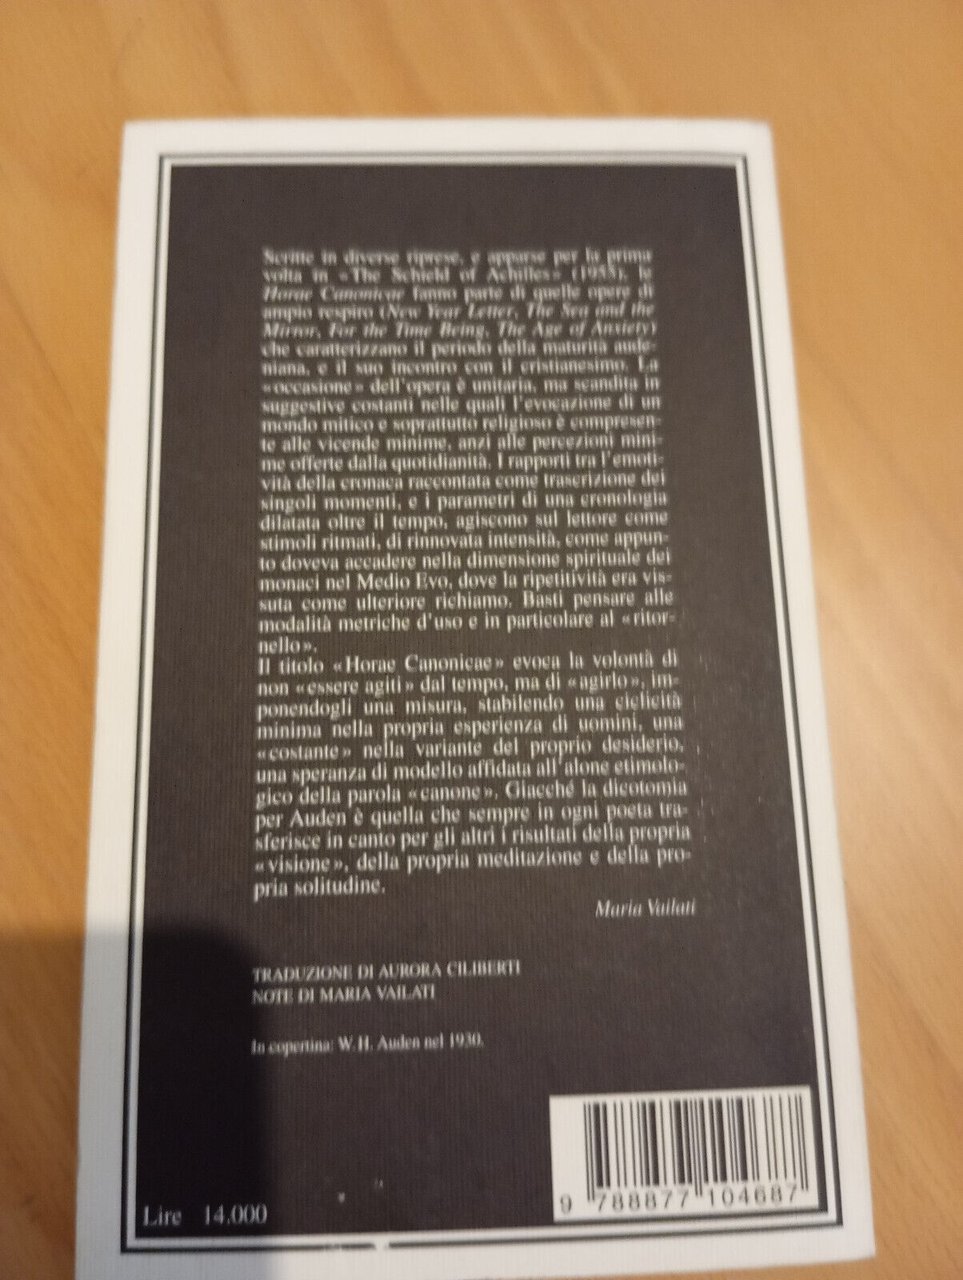 Scritte in diverse riprese, e apparse per la prima
volta in «The Schield of Achilles» (1955), le
Horae Canonicae fanno parte di quelle opere di
ampio respiro (New Year Letter, The Sea and the
Mirror, For the Time Being, The Age of Anxiety)
che caratterizzano il periodo della maturità aude-
niana, e il suo incontro con il cristianesimo. La
«occasione» dell'opera è unitaria, ma scandita in
suggestive costanti nelle quali l'evocazione di un
mondo mitico e soprattutto religioso è compresen-
te alle vicende minime, anzi alle percezioni mini-
me offerte dalla quotidianità. I rapporti tra l'emoti-
vità della cronaca raccontata come trascrizione dei
singoli momenti, e i parametri di una cronologia
dilatata oltre il tempo, agiscono sul lettore come
stimoli ritmati, di rinnovata intensità, come appun-
to doveva accadere nella dimensione spirituale dei
monaci nel Medio Evo, dove la ripetitività era vis-
suta come ulteriore richiamo. Basti pensare alle
modalità metriche d'uso e in particolare al «ritor-
nello».
Il titolo «Horae Canonicae» evoca la volontà di
non «essere agiti» dal tempo, ma di «agirlo», im-
ponendogli una misura, stabilendo una ciclicità
minima nella propria esperienza di uomini, una
«costante» nella variante del proprio desiderio,
una speranza di modello affidata all'alone etimolo-
gico della parola «canone». Giacché la dicotomia
per Auden è quella che sempre in ogni poeta tra-
sferisce in canto per gli altri i risultati della propria
«visione», della propria meditazione e della pro-
pria solitudine.
Maria Vailati
TRADUZIONE DI AURORA CILIBERTI
NOTE DI MARIA VAILATI
In copertina: W.H. Auden nel 1930.
Lire 14.000
9 788877 104687